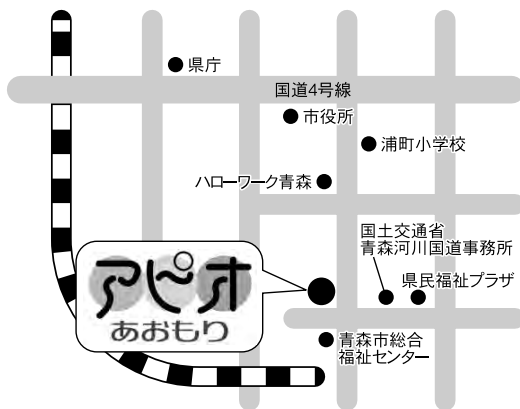 県庁
国道4号線
市役所
浦町小学校
ハローワーク青森
国土交通省
青森河川国道事務所
県民福祉プラザ
アピオ
あおもり
青森市総合
福祉センター